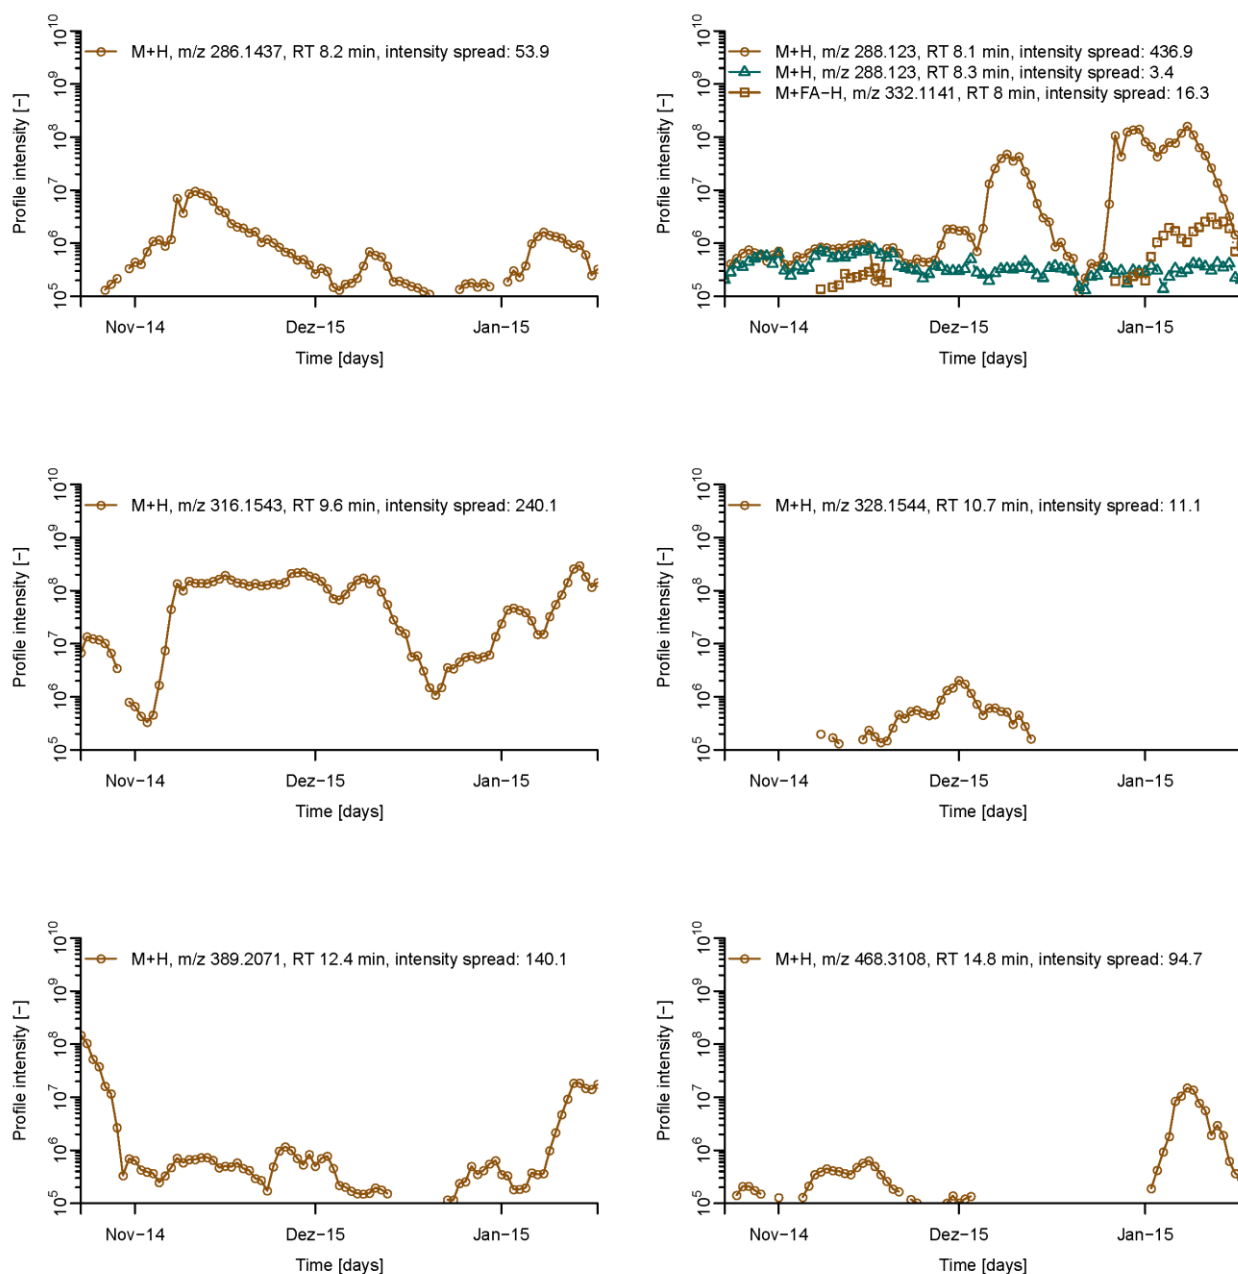 M+H, m/z 286.1437, RT 8.2 min, intensity spread: 53.9
Profile intensity [−]
10^5 10^6 10^7 10^8 10^9 10^10
Nov−14 Dez−15 Jan−15
Time [days]
M+H, m/z 288.123, RT 8.1 min, intensity spread: 436.9
M+H, m/z 288.123, RT 8.3 min, intensity spread: 3.4
M+FA−H, m/z 332.1141, RT 8 min, intensity spread: 16.3
Profile intensity [−]
10^5 10^6 10^7 10^8 10^9 10^10
Nov−14 Dez−15 Jan−15
Time [days]
M+H, m/z 316.1543, RT 9.6 min, intensity spread: 240.1
Profile intensity [−]
10^5 10^6 10^7 10^8 10^9 10^10
Nov−14 Dez−15 Jan−15
Time [days]
M+H, m/z 328.1544, RT 10.7 min, intensity spread: 11.1
Profile intensity [−]
10^5 10^6 10^7 10^8 10^9 10^10
Nov−14 Dez−15 Jan−15
Time [days]
M+H, m/z 389.2071, RT 12.4 min, intensity spread: 140.1
Profile intensity [−]
10^5 10^6 10^7 10^8 10^9 10^10
Nov−14 Dez−15 Jan−15
Time [days]
M+H, m/z 468.3108, RT 14.8 min, intensity spread: 94.7
Profile intensity [−]
10^5 10^6 10^7 10^8 10^9 10^10
Nov−14 Dez−15 Jan−15
Time [days]